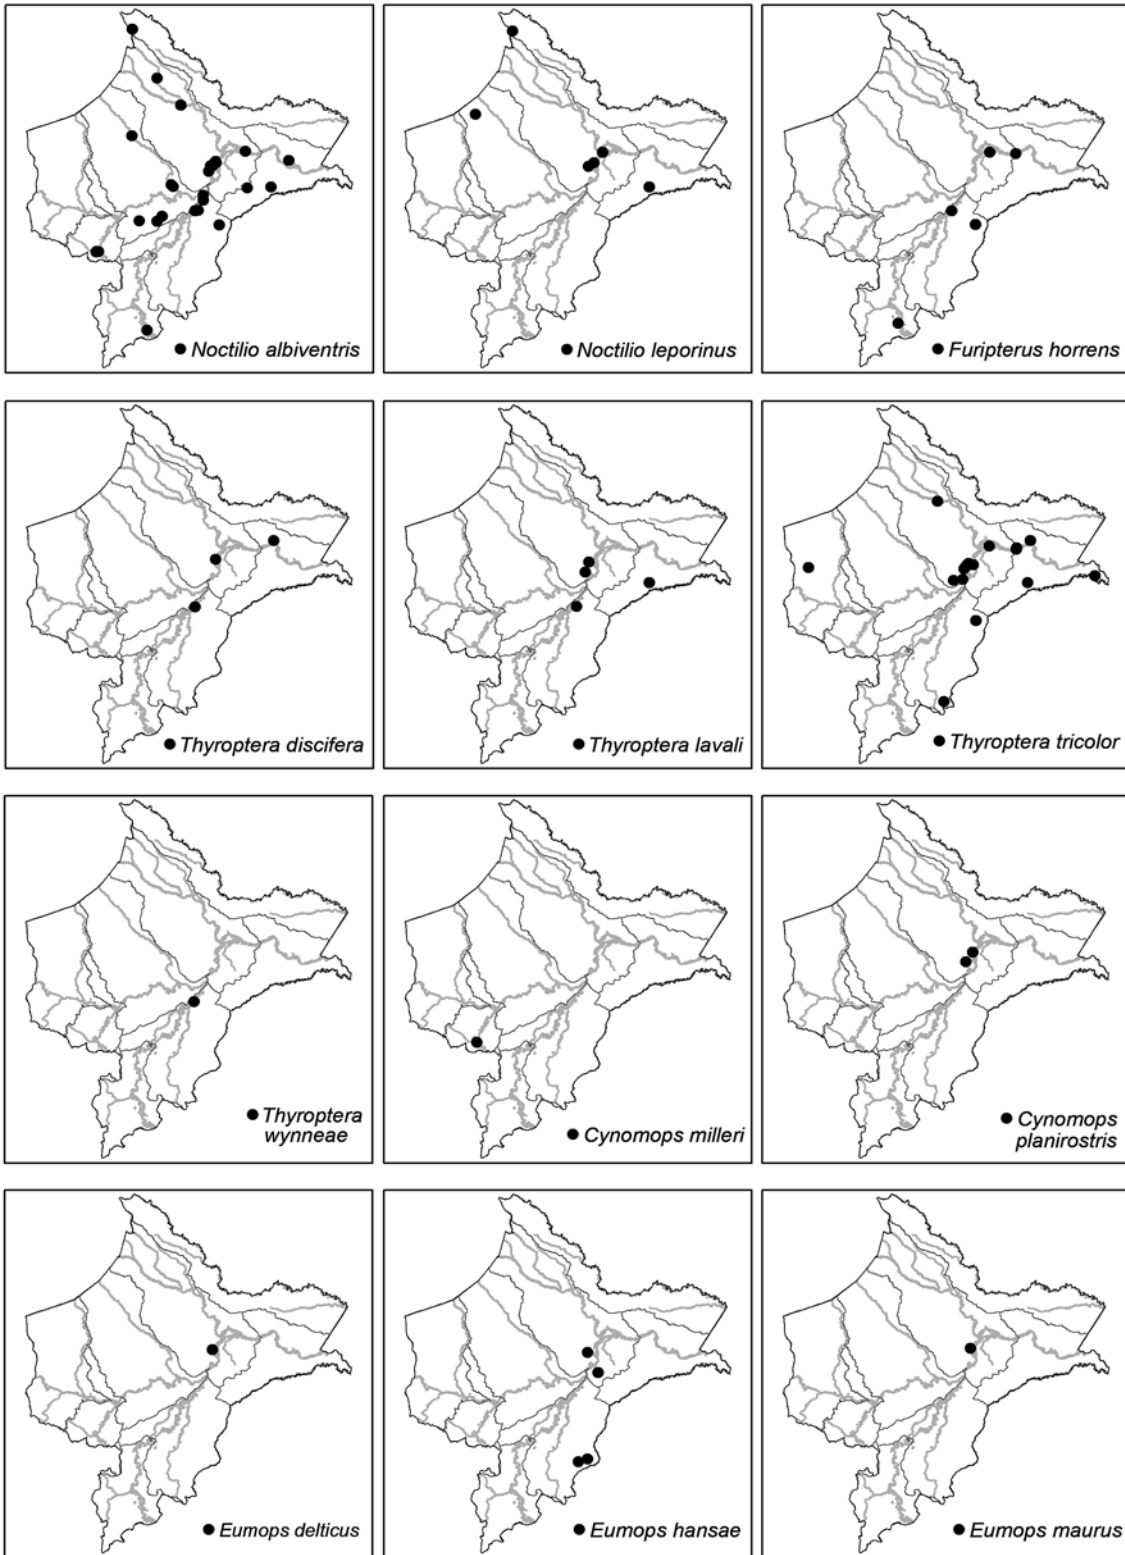 Noctilio albiventris
Noctilio leporinus
Furipterus horrens
Thyroptera discifera
Thyroptera lavali
Thyroptera tricolor
Thyroptera
wynneae
Cynomops milleri
Cynomops
planirostris
Eumops delticus
Eumops hansae
Eumops maurus